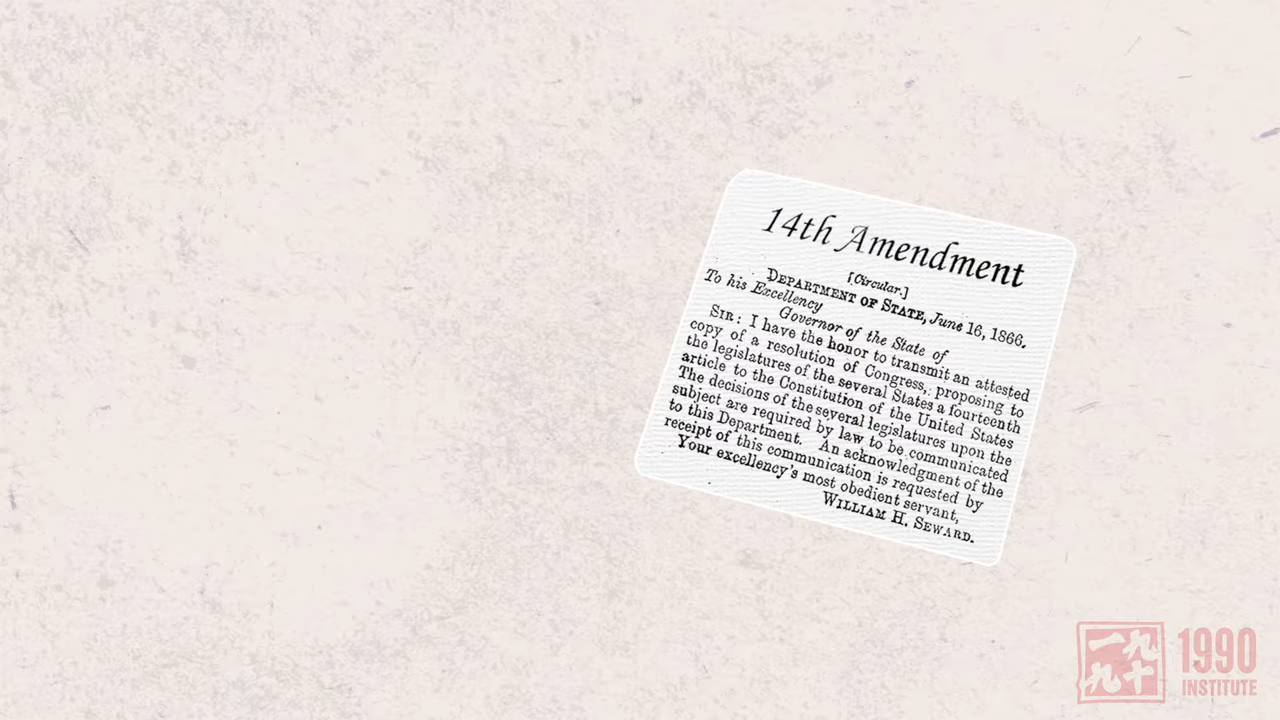 14th Amendment
[Circular.]
DEPARTMENT OF STATE, June 16, 1866.
To his Excellency
Governor of the State of
SIR: I have the honor to transmit an attested
copy of a resolution of Congress, proposing to
the legislatures of the several States a fourteenth
article to the Constitution of the United States
The decisions of the several legislatures upon the
subject are required by law to be communicated
to this Department. An acknowledgment of the
receipt of this communication is requested by
Your excellency's most obedient servant,
WILLIAM H. SEWARD.
一九
九十
1990
INSTITUTE